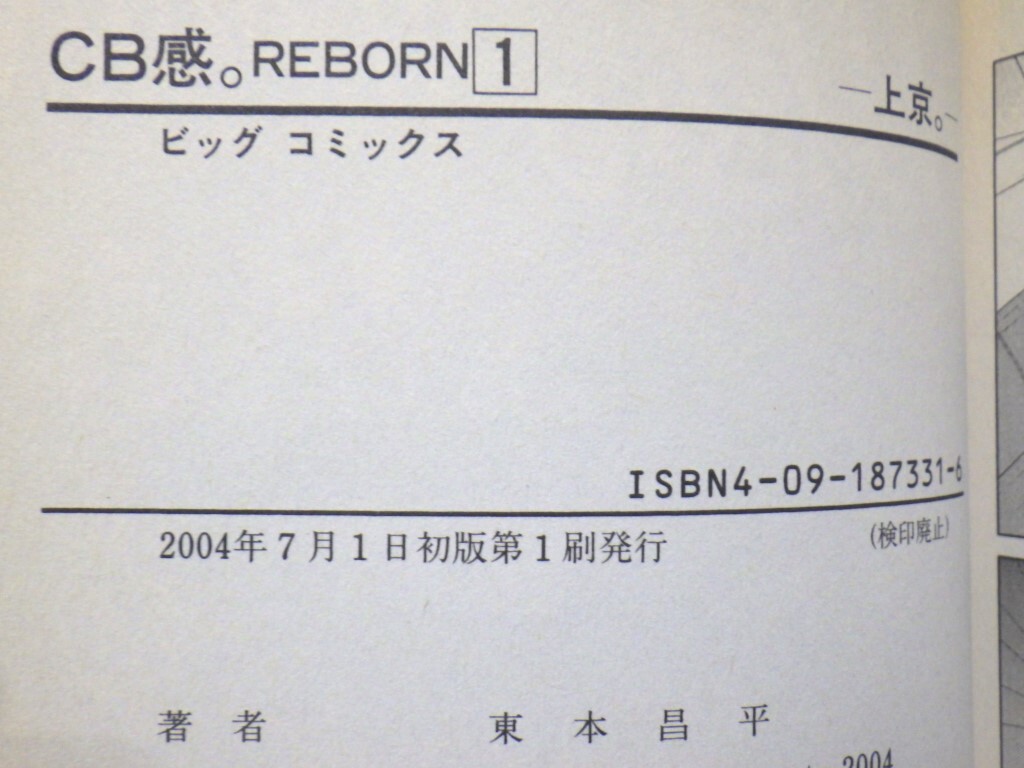 CB感。REBORN 1
—上京。—
ビッグ コミックス
ISBN4-09-187331-6
2004年7月1日初版第1刷発行
(検印廃止)
著者 東本昌平
2004